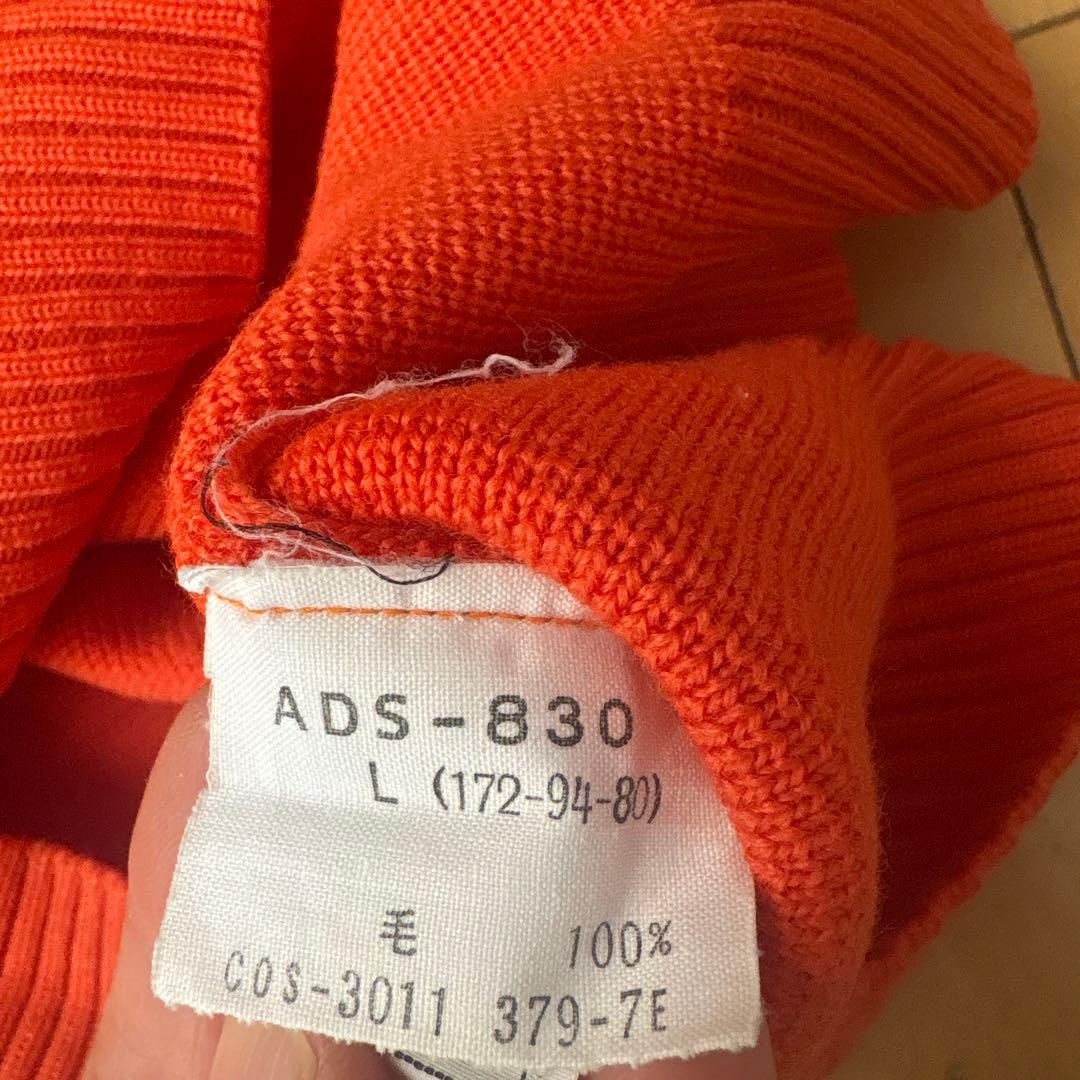 ADS-830
L (172-94-80)
毛 100%
COS-3011 379-7E